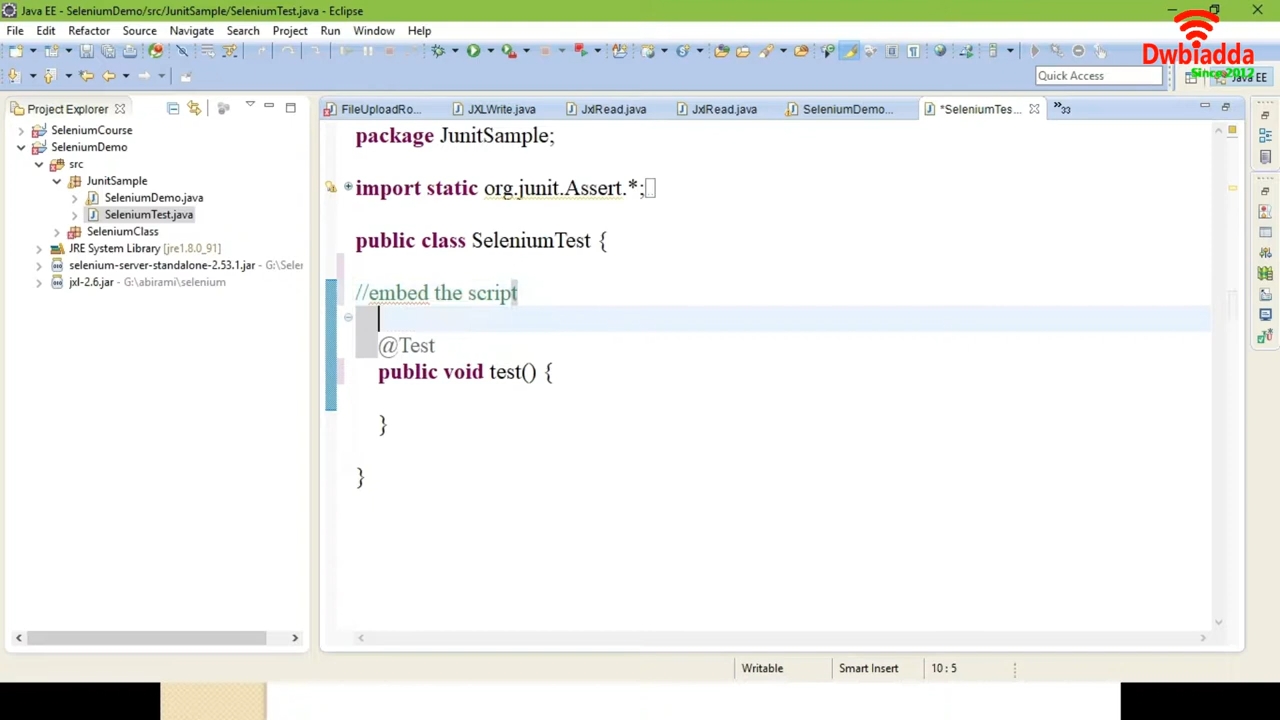 Java EE - SeleniumDemo/src/JunitSample/SeleniumTest.java - Eclipse
File Edit Refactor Source Navigate Search Project Run Window Help
Dwbiadda
Since 2012
Quick Access
Java EE
Project Explorer
FileUploadRo... JXLWrite.java JxlRead.java JxlRead.java SeleniumDemo... *SeleniumTes... »33
SeleniumCourse
SeleniumDemo
src
JunitSample
SeleniumDemo.java
SeleniumTest.java
SeleniumClass
JRE System Library [jre1.8.0_91]
selenium-server-standalone-2.53.1.jar - G:\Seler
jxl-2.6.jar - G:\abirami\selenium
package JunitSample;
import static org.junit.Assert.*;
public class SeleniumTest {
//embed the script
@Test
public void test() {
}
}
Writable Smart Insert 10 : 5